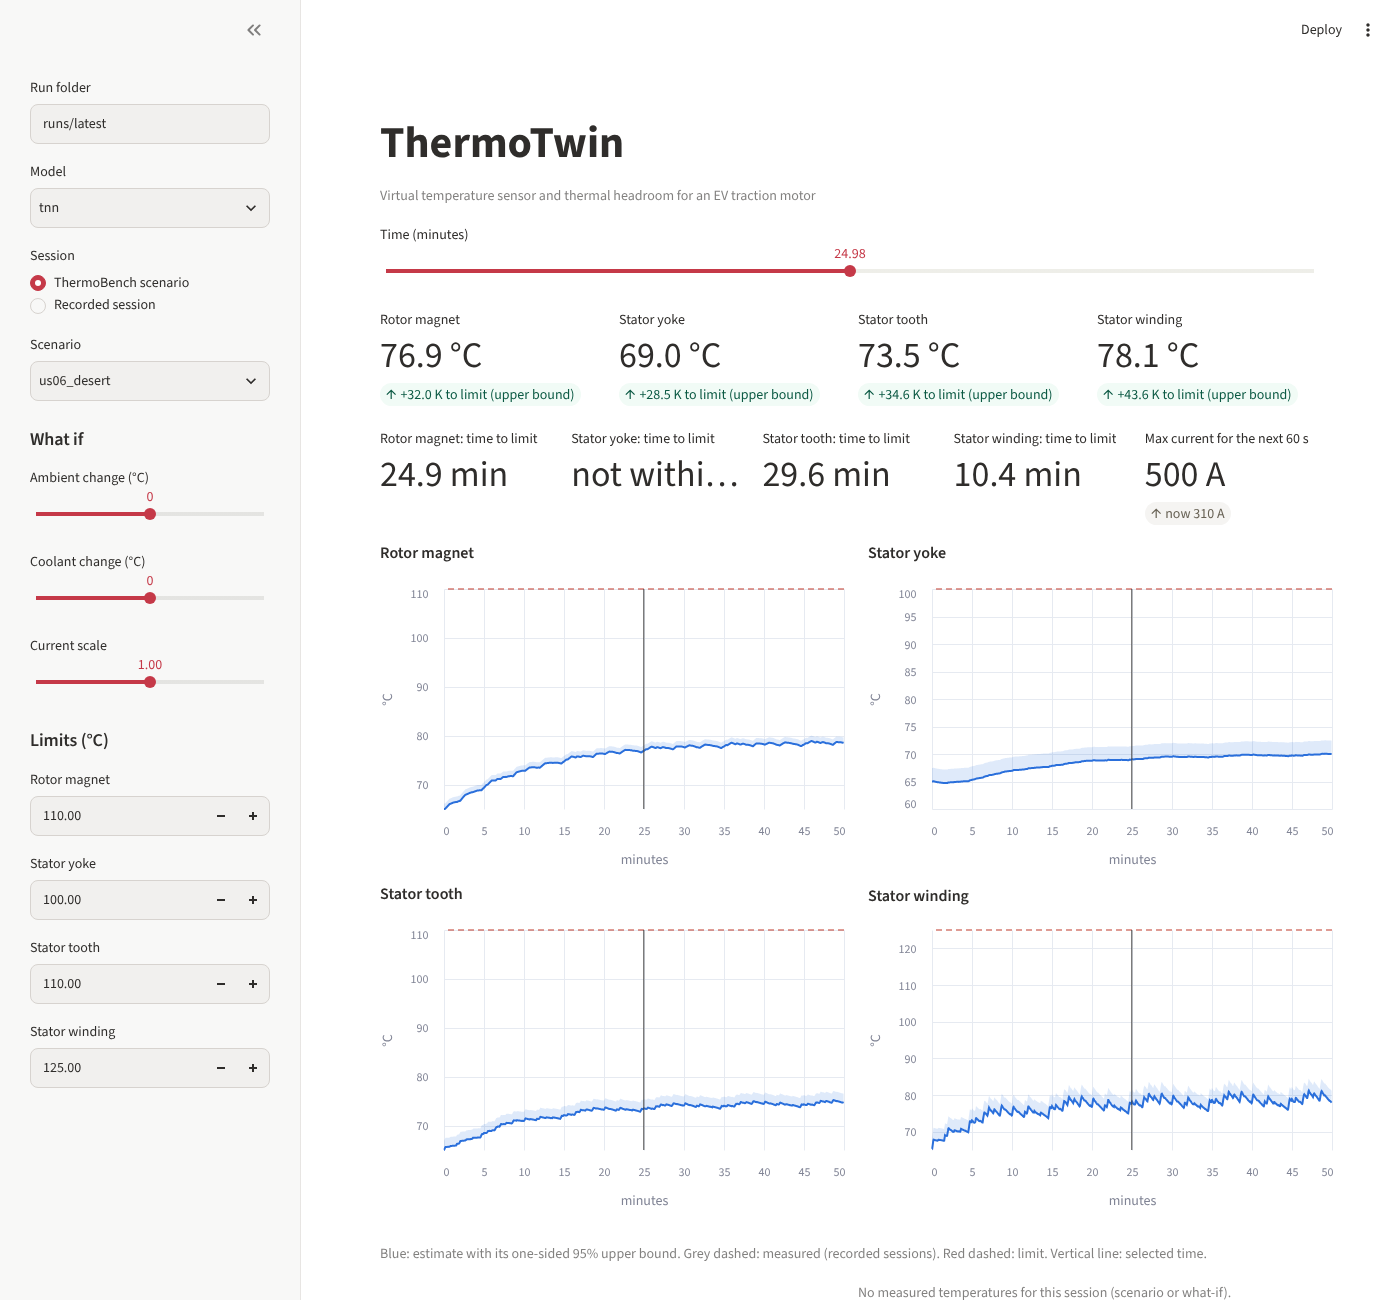 Deploy
Run folder
runs/latest
Model
tnn
Session
ThermoBench scenario
Recorded session
Scenario
us06_desert
What if
Ambient change (°C)
0
Coolant change (°C)
0
Current scale
1.00
Limits (°C)
Rotor magnet
110.00
Stator yoke
100.00
Stator tooth
110.00
Stator winding
125.00
ThermoTwin
Virtual temperature sensor and thermal headroom for an EV traction motor
Time (minutes)
24.98
Rotor magnet
76.9 °C
↑ +32.0 K to limit (upper bound)
Stator yoke
69.0 °C
↑ +28.5 K to limit (upper bound)
Stator tooth
73.5 °C
↑ +34.6 K to limit (upper bound)
Stator winding
78.1 °C
↑ +43.6 K to limit (upper bound)
Rotor magnet: time to limit
24.9 min
Stator yoke: time to limit
not withi...
Stator tooth: time to limit
29.6 min
Stator winding: time to limit
10.4 min
Max current for the next 60 s
500 A
↑ now 310 A
Rotor magnet
110
100
90
80
70
°C
0 5 10 15 20 25 30 35 40 45 50
minutes
Stator yoke
100
95
90
85
80
75
70
65
60
°C
0 5 10 15 20 25 30 35 40 45 50
minutes
Stator tooth
110
100
90
80
70
°C
0 5 10 15 20 25 30 35 40 45 50
minutes
Stator winding
120
110
100
90
80
70
°C
0 5 10 15 20 25 30 35 40 45 50
minutes
Blue: estimate with its one-sided 95% upper bound. Grey dashed: measured (recorded sessions). Red dashed: limit. Vertical line: selected time.
No measured temperatures for this session (scenario or what-if).